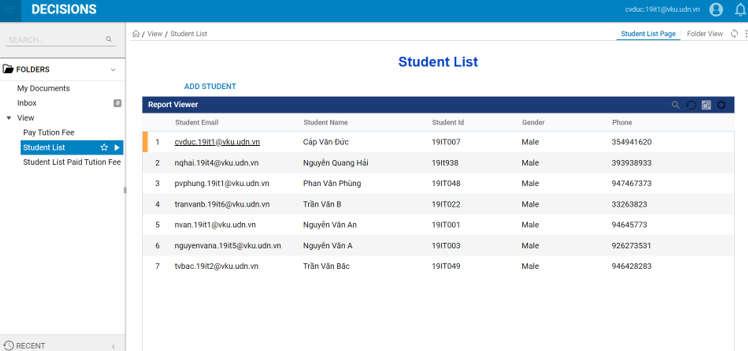 DECISIONS
cvduc.19it1@vku.udn.vn
SEARCH...
/ View / Student List
Student List Page
Folder View
FOLDERS
My Documents
Inbox
View
Pay Tution Fee
Student List
Student List Paid Tution Fee
RECENT
Student List
ADD STUDENT
Report Viewer
Student Email Student Name Student Id Gender Phone
1 cvduc.19it1@vku.udn.vn Cáp Văn Đức 19IT007 Male 354941620
2 nqhai.19it4@vku.udn.vn Nguyễn Quang Hải 19It938 Male 393938933
3 pvphung.19it1@vku.udn.vn Phan Văn Phùng 19IT048 Male 947467373
4 tranvanb.19it6@vku.udn.vn Trần Văn B 19IT022 Male 33263823
5 nvan.19it1@vku.udn.vn Nguyễn Văn An 19IT001 Male 94645773
6 nguyenvana.19it5@vku.udn.vn Nguyễn Văn A 19IT003 Male 926273531
7 tvbac.19it2@vku.udn.vn Trần Văn Bắc 19IT049 Male 946428283